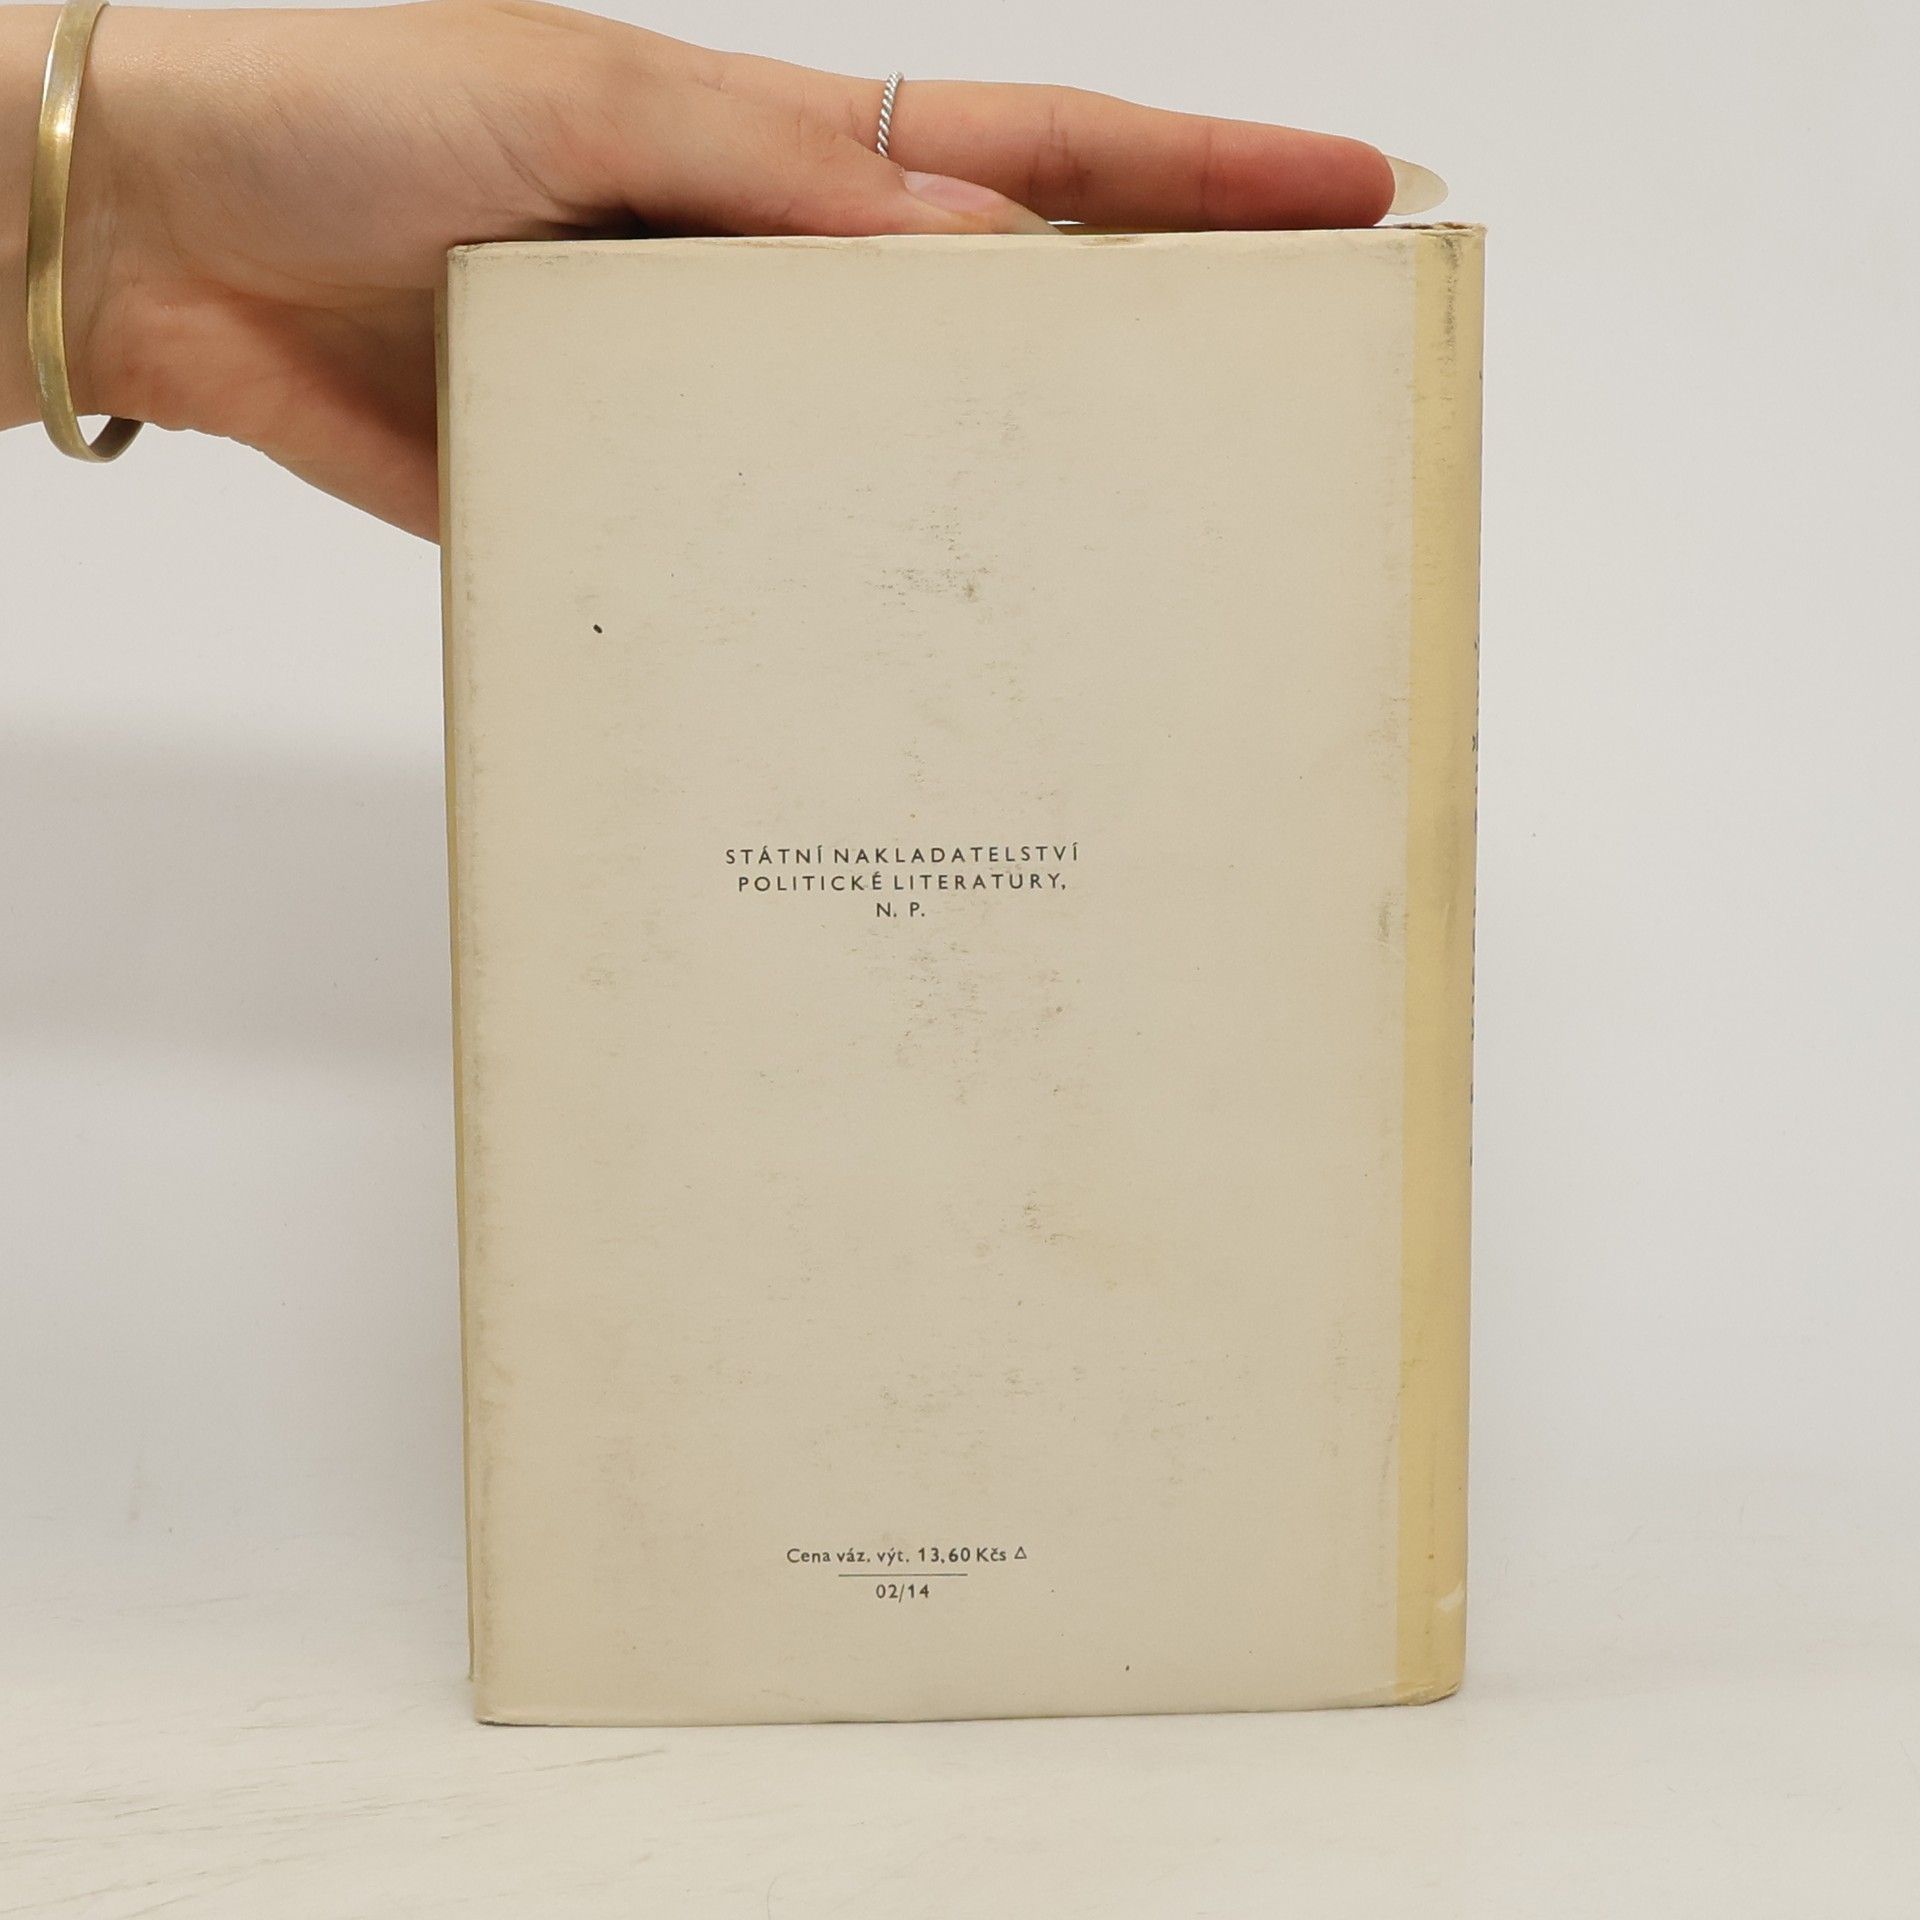 STÁTNÍ NAKLADATELSTVÍ
POLITICKÉ LITERATURY,
N. P.
Cena váz. výt. 13,60 Kčs Δ
02/14